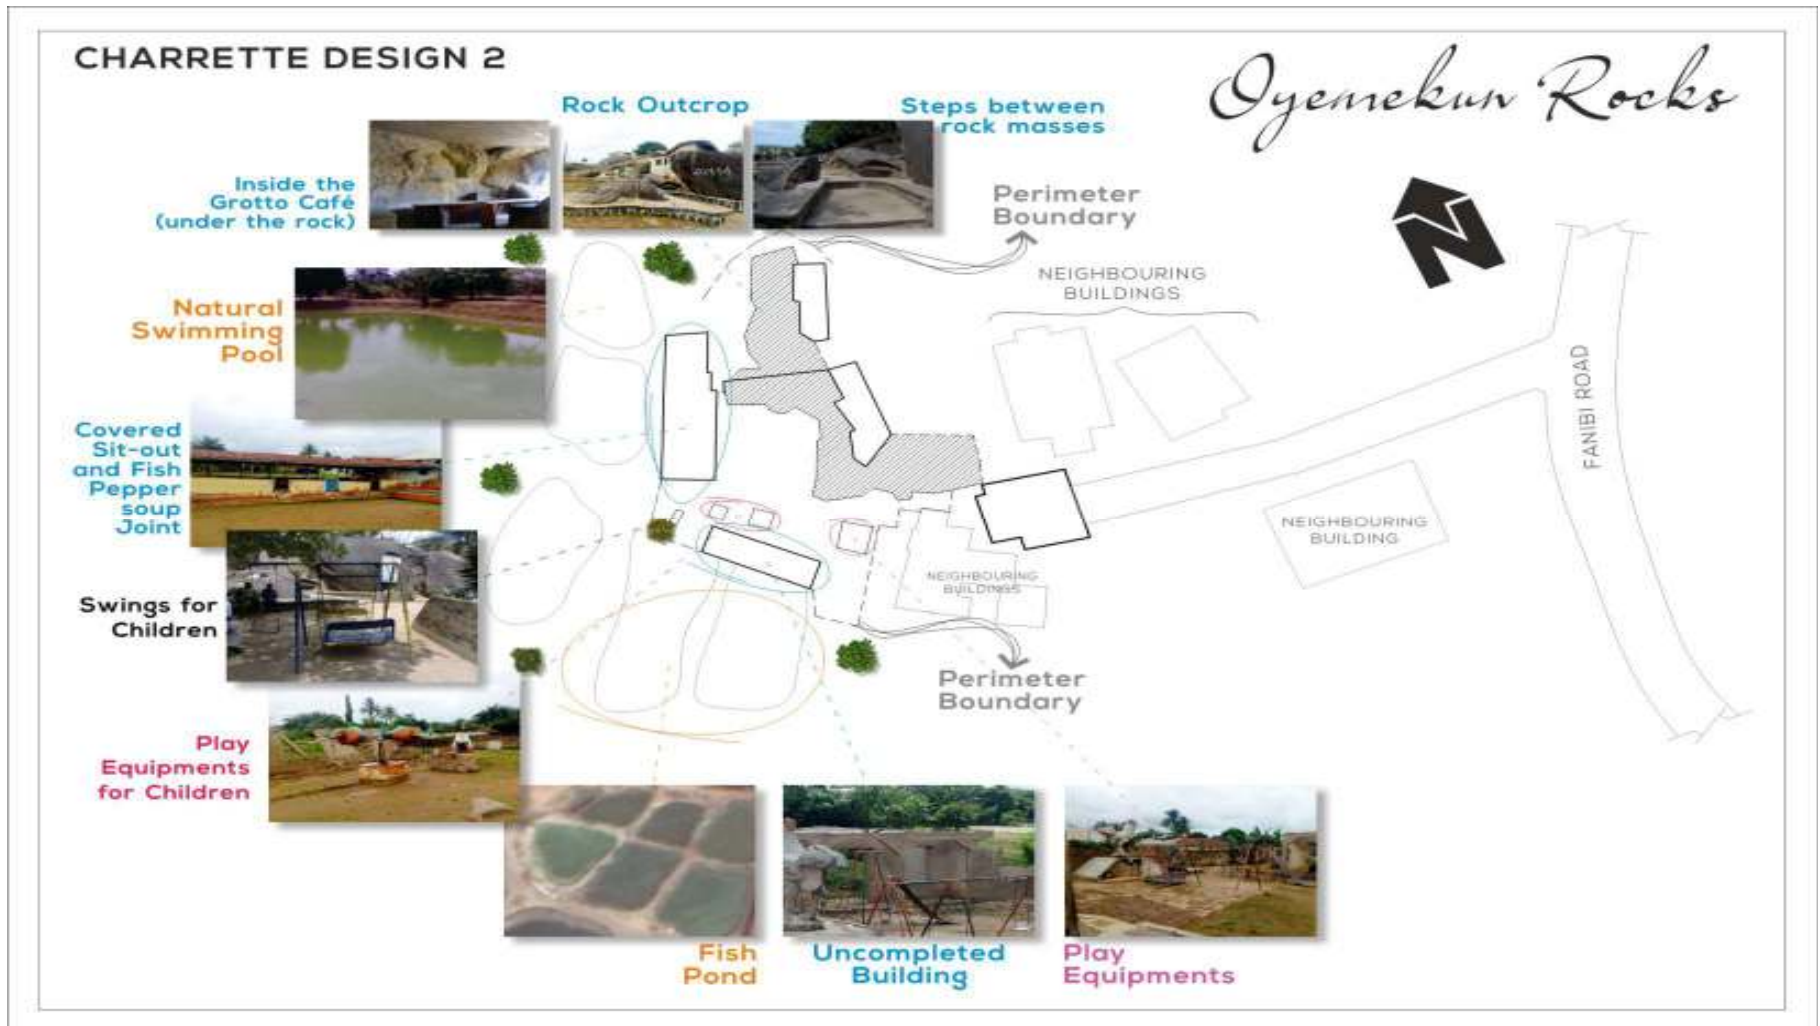 CHARRETTE DESIGN 2
Oyemekun Rocks
Rock Outcrop
Steps between
rock masses
Inside the
Grotto Café
(under the rock)
Perimeter
Boundary
NEIGHBOURING
BUILDINGS
Natural
Swimming
Pool
FANIBI ROAD
Covered
Sit-out
and Fish
Pepper
soup
Joint
NEIGHBOURING
BUILDING
NEIGHBOURING
BUILDINGS
Swings for
Children
Perimeter
Boundary
Play
Equipments
for Children
Fish
Pond
Uncompleted
Building
Play
Equipments